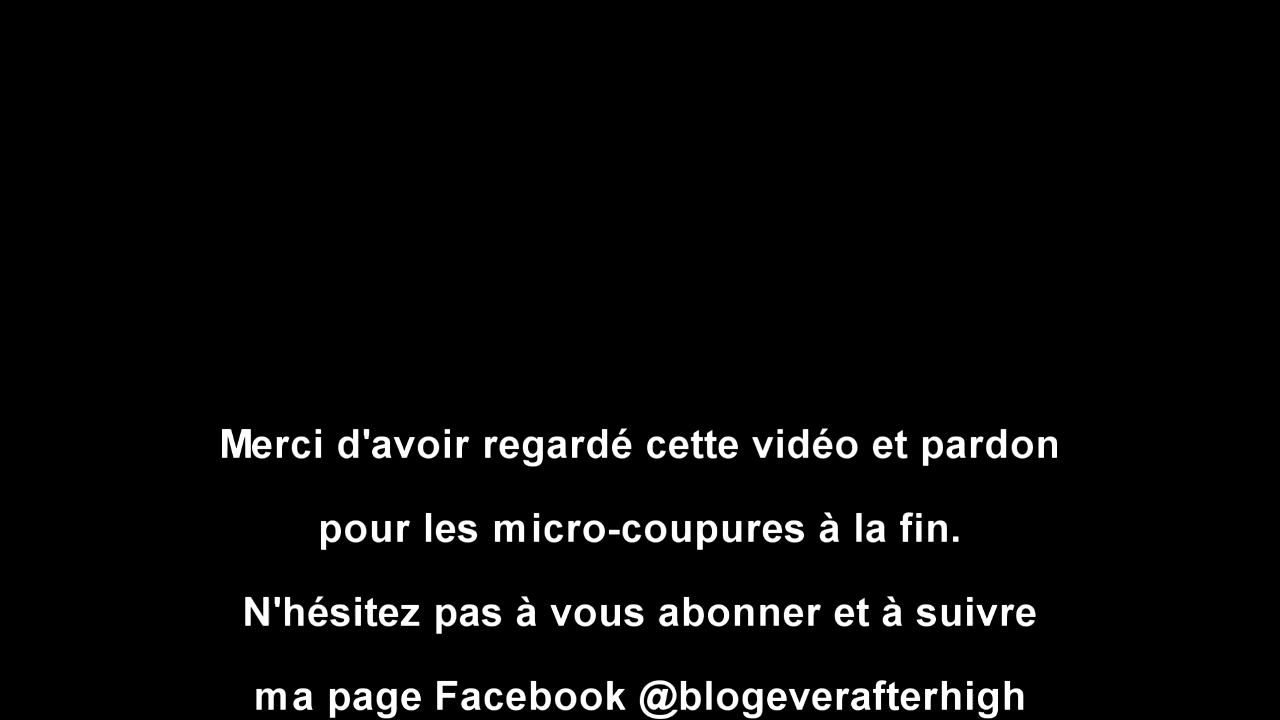 Merci d'avoir regardé cette vidéo et pardon
pour les micro-coupures à la fin.
N'hésitez pas à vous abonner et à suivre
ma page Facebook @blogeverafterhigh